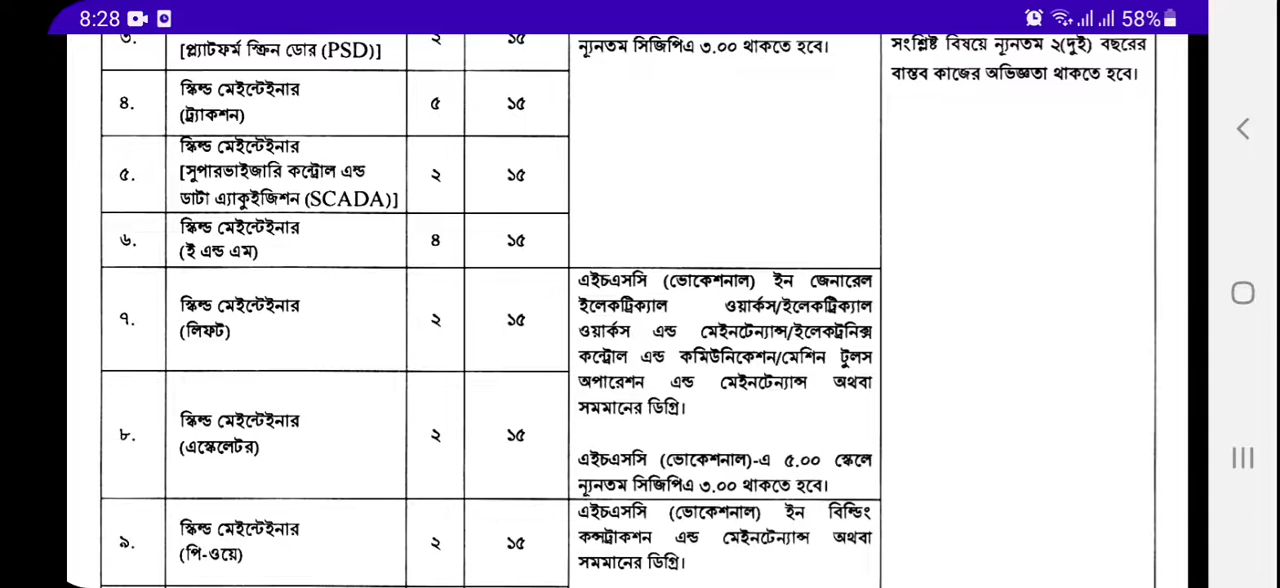 8:28
58%
৩.
[প্ল্যাটফর্ম স্ক্রিন ডোর (PSD)]
২
১৫
ন্যূনতম সিজিপিএ ৩.০০ থাকতে হবে।
সংশ্লিষ্ট বিষয়ে ন্যূনতম ২(দুই) বছরের
বাস্তব কাজের অভিজ্ঞতা থাকতে হবে।
৪.
স্কিল্ড মেইন্টেইনার
(ট্র্যাকশন)
৫
১৫
৫.
স্কিল্ড মেইন্টেইনার
[সুপারভাইজারি কন্ট্রোল এন্ড
ডাটা এ্যাকুইজিশন (SCADA)]
২
১৫
৬.
স্কিল্ড মেইন্টেইনার
(ই এন্ড এম)
৪
১৫
৭.
স্কিল্ড মেইন্টেইনার
(লিফট)
২
১৫
এইচএসসি (ভোকেশনাল) ইন জেনারেল
ইলেকট্রিক্যাল ওয়ার্কস/ইলেকট্রিক্যাল
ওয়ার্কস এন্ড মেইনটেন্যান্স/ইলেকট্রনিক্স
কন্ট্রোল এন্ড কমিউনিকেশন/মেশিন টুলস
অপারেশন এন্ড মেইনটেন্যান্স অথবা
সমমানের ডিগ্রি।
৮.
স্কিল্ড মেইন্টেইনার
(এস্কেলেটর)
২
১৫
এইচএসসি (ভোকেশনাল)-এ ৫.০০ স্কেলে
ন্যূনতম সিজিপিএ ৩.০০ থাকতে হবে।
৯.
স্কিল্ড মেইন্টেইনার
(পি-ওয়ে)
২
১৫
এইচএসসি (ভোকেশনাল) ইন বিল্ডিং
কন্সট্রাকশন এন্ড মেইনটেন্যান্স অথবা
সমমানের ডিগ্রি।